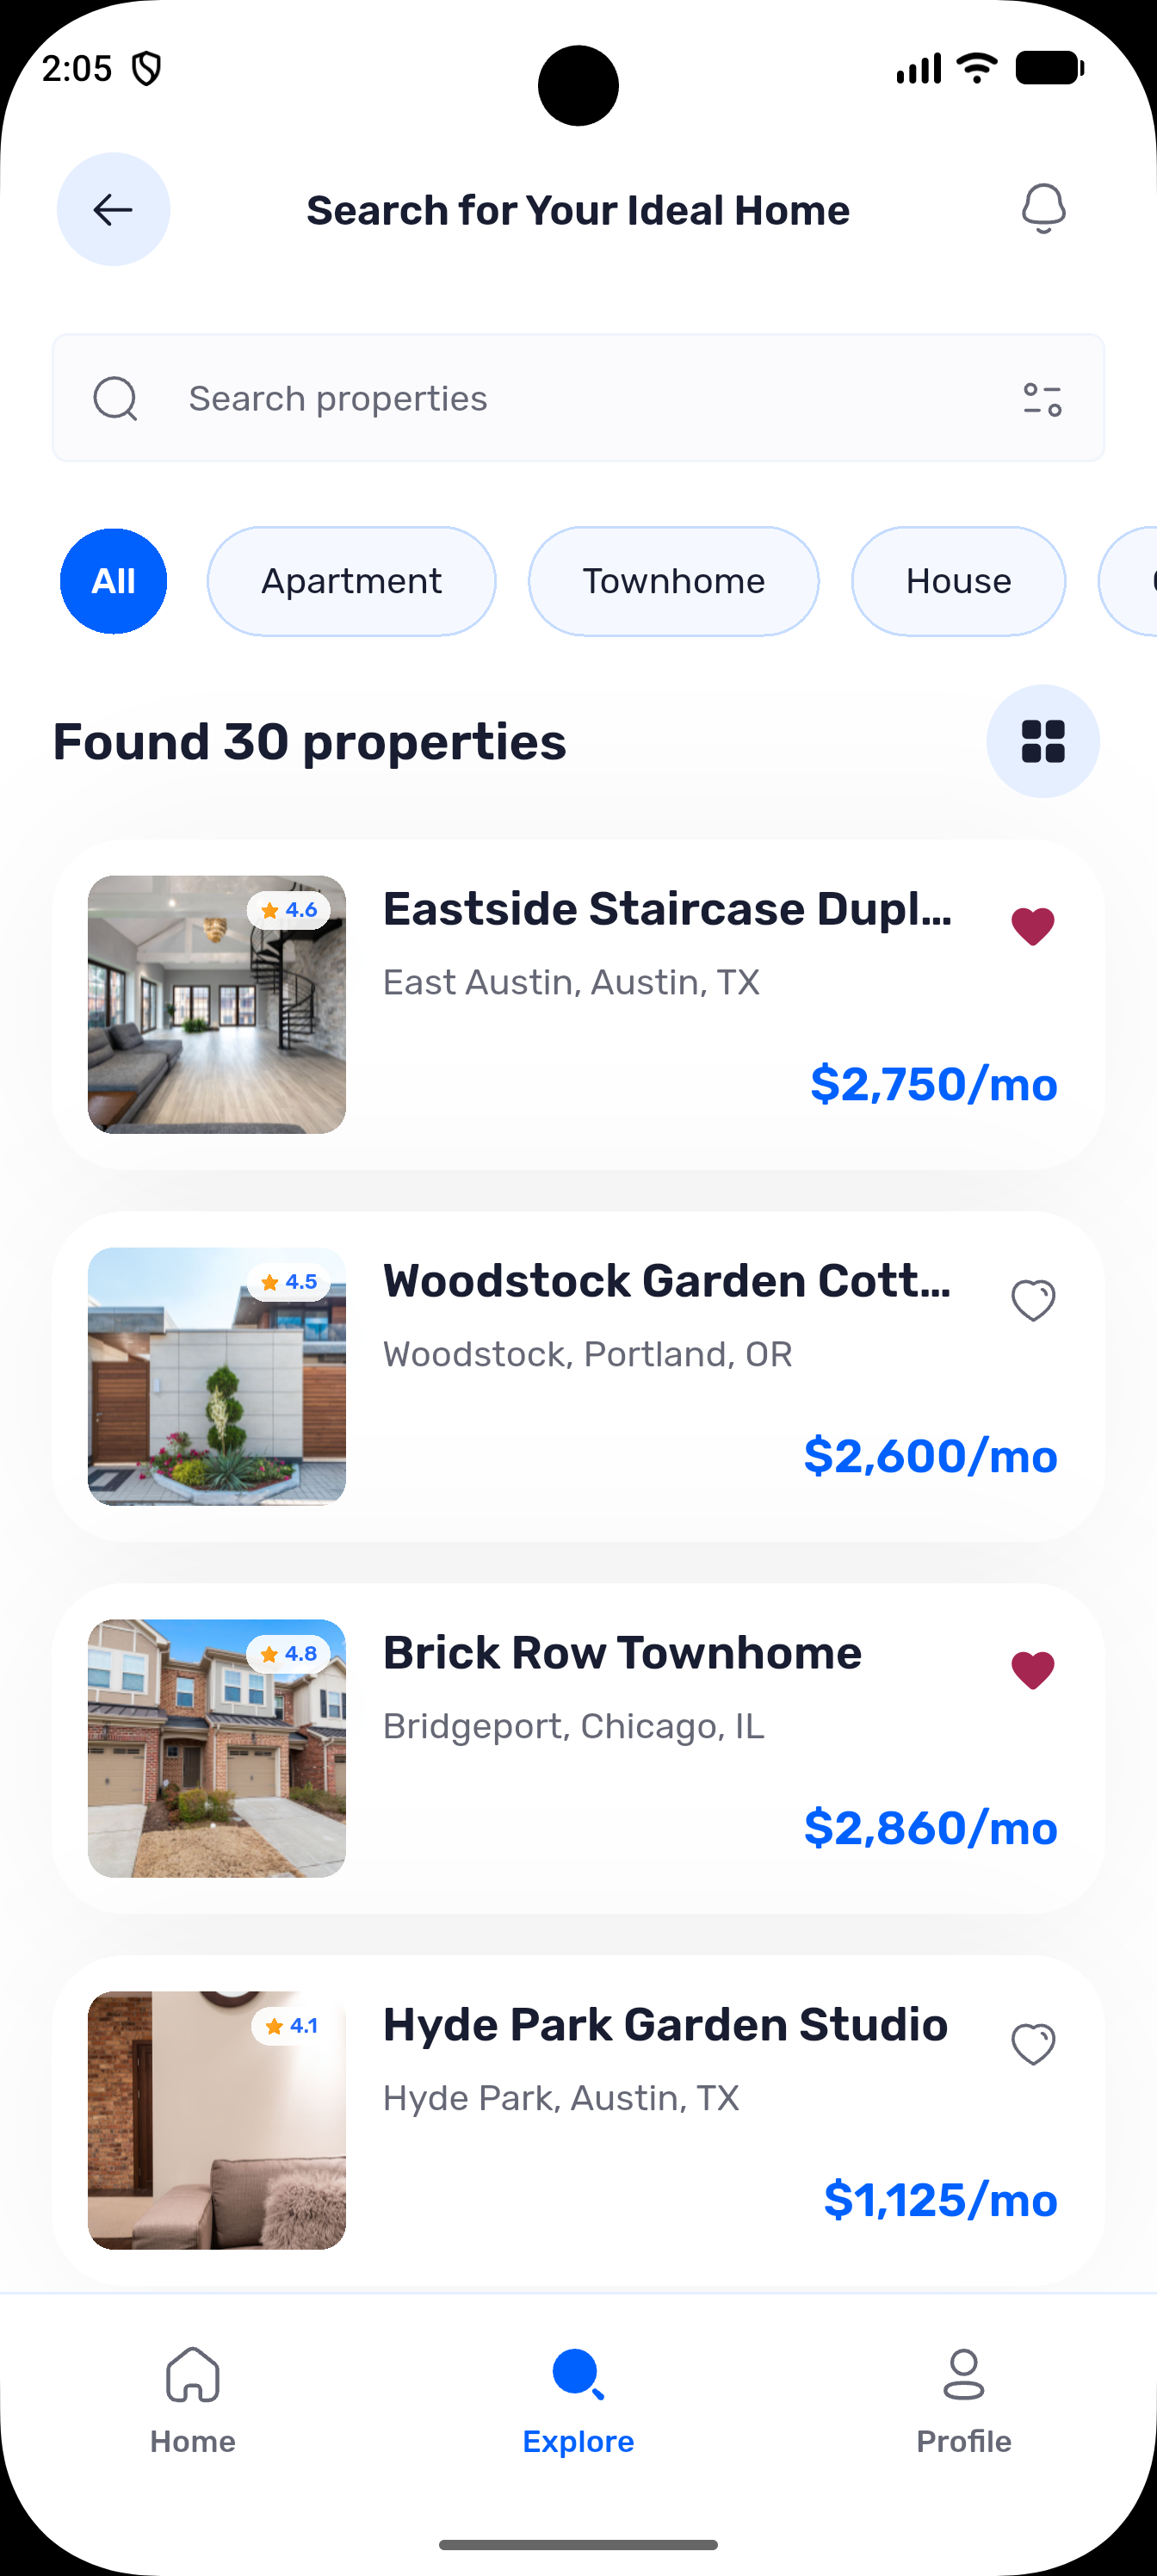 2:05
Search for Your Ideal Home
Search properties
All
Apartment
Townhome
House
Found 30 properties
4.6
Eastside Staircase Dupl...
East Austin, Austin, TX
$2,750/mo
4.5
Woodstock Garden Cott...
Woodstock, Portland, OR
$2,600/mo
4.8
Brick Row Townhome
Bridgeport, Chicago, IL
$2,860/mo
4.1
Hyde Park Garden Studio
Hyde Park, Austin, TX
$1,125/mo
Home
Explore
Profile